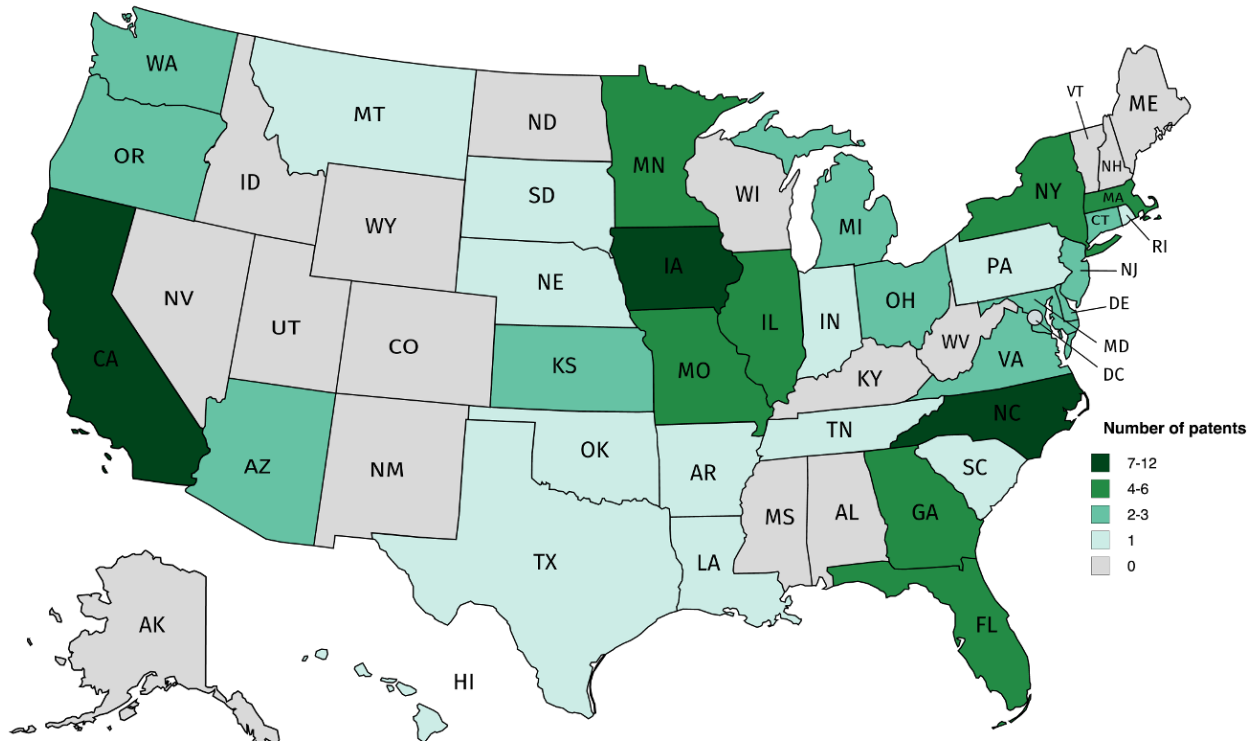 WA
MT
ND
MN
VT
ME
OR
ID
SD
WI
NH
NY
MA
WY
MI
CT
RI
IA
NE
PA
NJ
NV
OH
DE
UT
IL
IN
CO
WV
MD
CA
KS
MO
KY
VA
DC
NC
TN
AZ
NM
OK
AR
SC
MS
AL
GA
TX
LA
AK
HI
FL
Number of patents
7-12
4-6
2-3
1
0